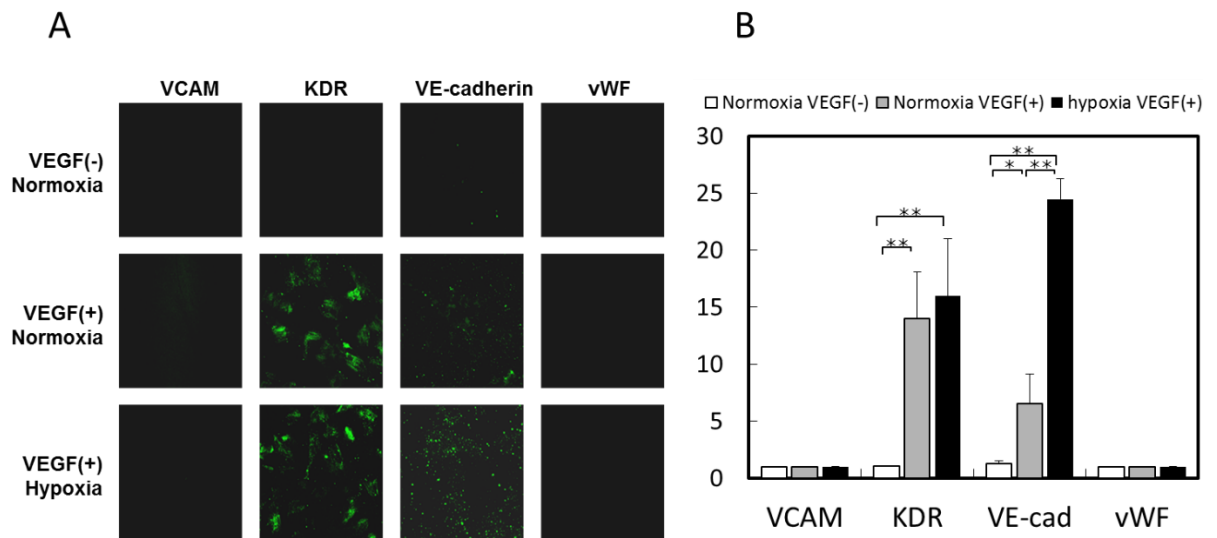 A
VCAM KDR VE-cadherin vWF
VEGF(-)
Normoxia
VEGF(+)
Normoxia
VEGF(+)
Hypoxia
B
Normoxia VEGF(-) Normoxia VEGF(+) hypoxia VEGF(+)
30
25
20
15
10
5
0
**
* **
**
**
VCAM KDR VE-cad vWF